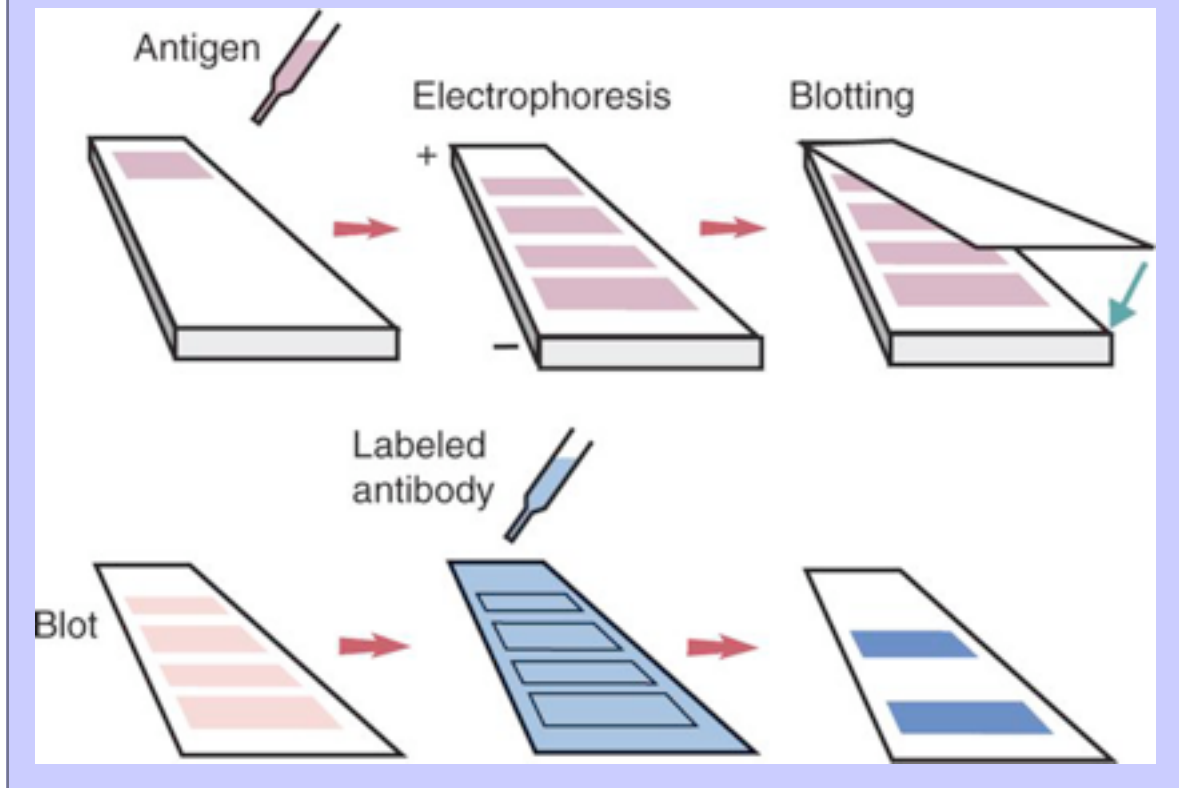 Antigen
Electrophoresis
Blotting
+
−
Labeled
antibody
Blot